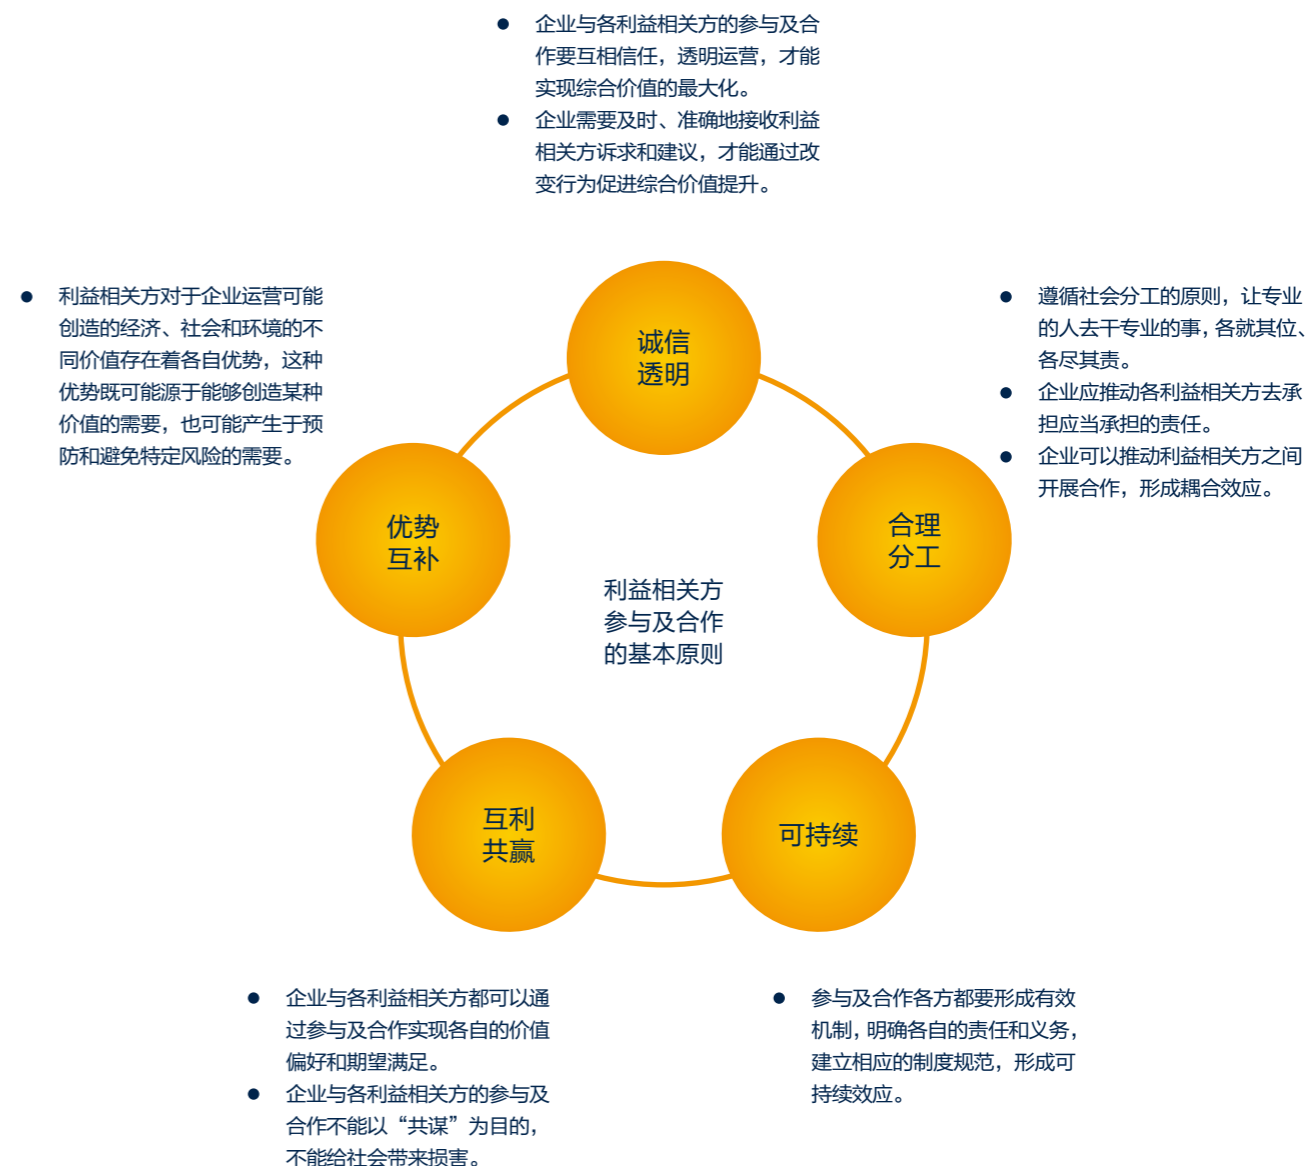 ● 企业与各利益相关方的参与及合
作要互相信任，透明运营，才能
实现综合价值的最大化。
● 企业需要及时、准确地接收利益
相关方诉求和建议，才能通过改
变行为促进综合价值提升。
● 利益相关方对于企业运营可能
创造的经济、社会和环境的不
同价值存在着各自优势，这种
优势既可能源于能够创造某种
价值的需要，也可能产生于预
防和避免特定风险的需要。
● 遵循社会分工的原则，让专业
的人去干专业的事，各就其位、
各尽其责。
● 企业应推动各利益相关方去承
担应当承担的责任。
● 企业可以推动利益相关方之间
开展合作，形成耦合效应。
诚信
透明
优势
互补
合理
分工
利益相关方
参与及合作
的基本原则
互利
共赢
可持续
● 企业与各利益相关方都可以通
过参与及合作实现各自的价值
偏好和期望满足。
● 企业与各利益相关方的参与及
合作不能以“共谋”为目的，
不能给社会带来损害。
● 参与及合作各方都要形成有效
机制，明确各自的责任和义务，
建立相应的制度规范，形成可
持续效应。